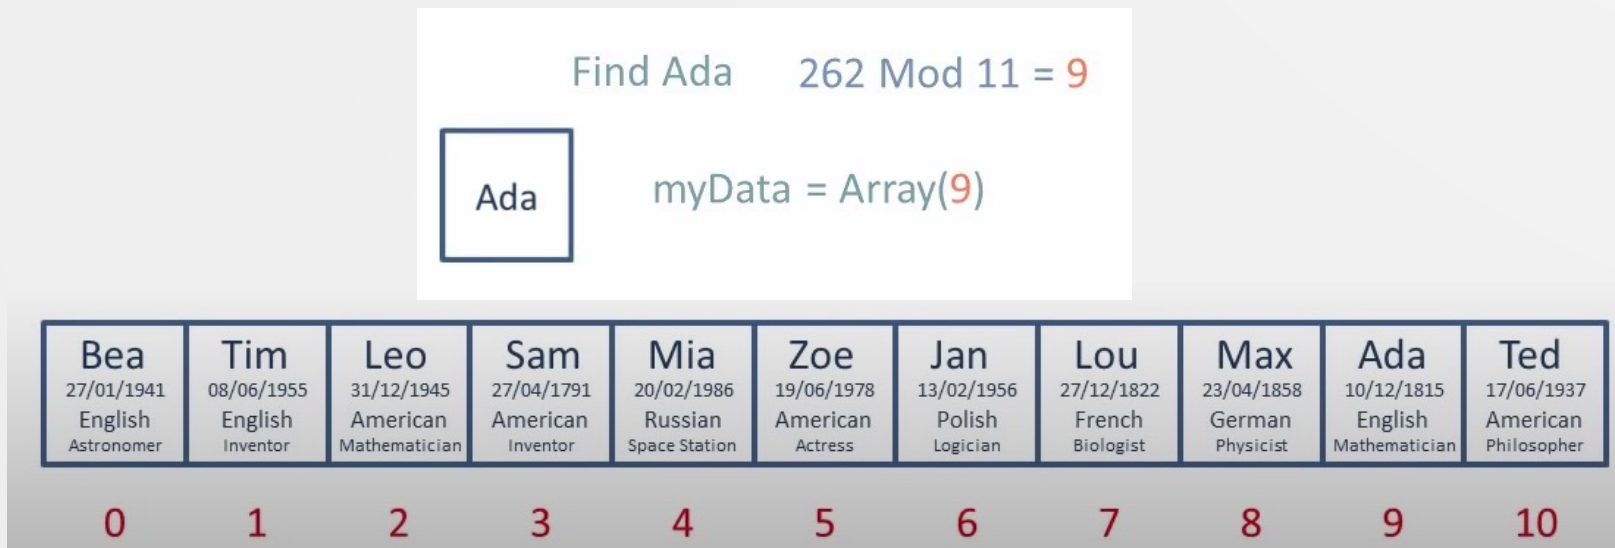 Find Ada 262 Mod 11 = 9
Ada myData = Array(9)
Bea Tim Leo Sam Mia Zoe Jan Lou Max Ada Ted
27/01/1941 08/06/1955 31/12/1945 27/04/1791 20/02/1986 19/06/1978 13/02/1956 27/12/1822 23/04/1858 10/12/1815 17/06/1937
English English American American Russian American Polish French German English American
Astronomer Inventor Mathematician Inventor Space Station Actress Logician Biologist Physicist Mathematician Philosopher
0 1 2 3 4 5 6 7 8 9 10